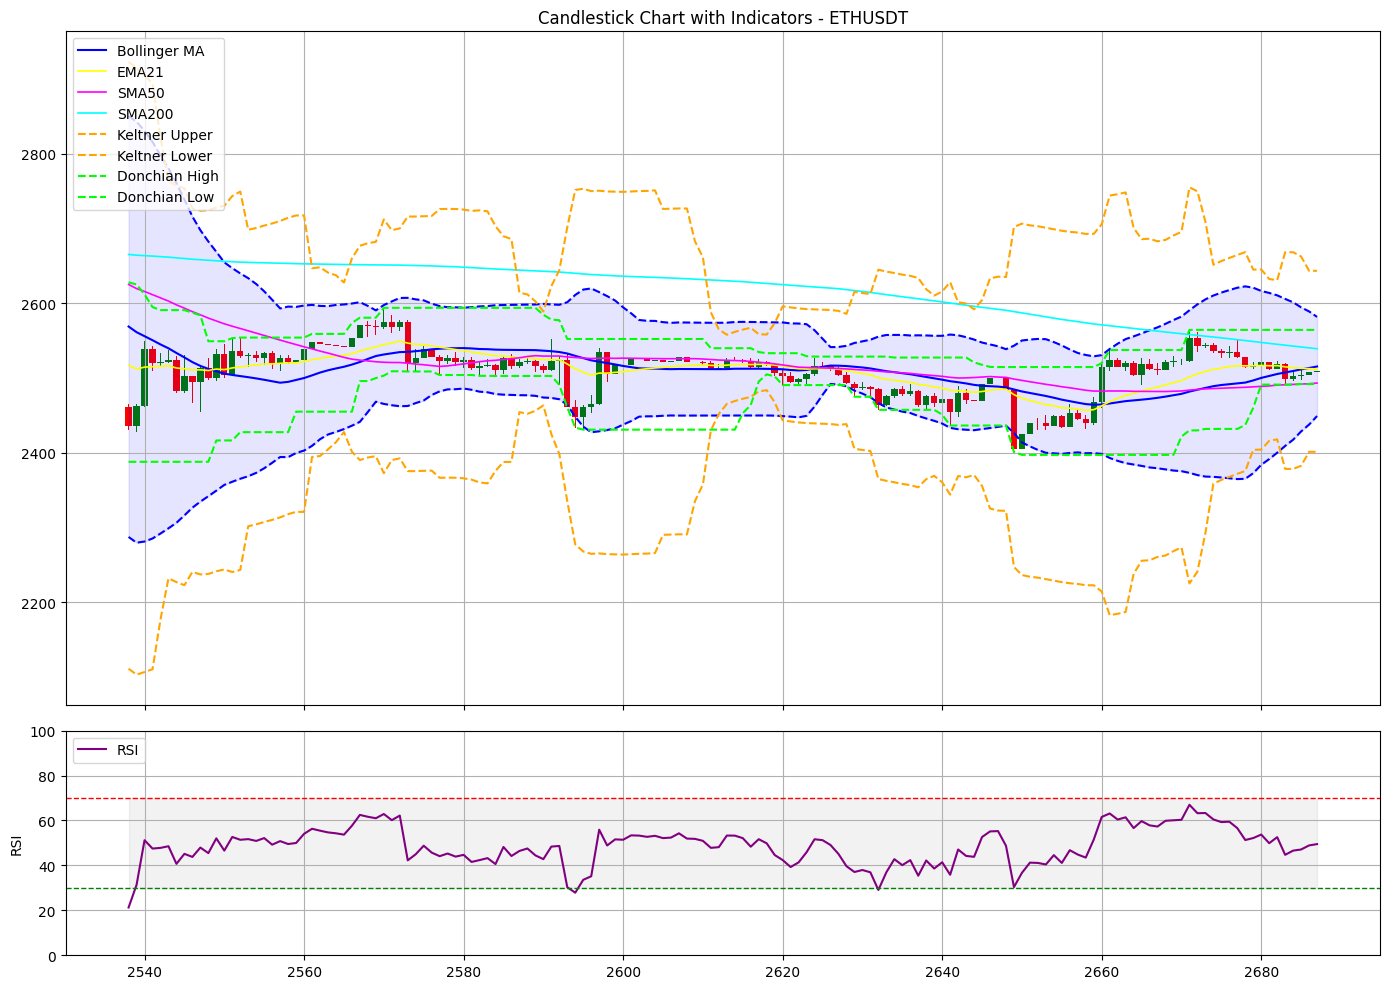 Candlestick Chart with Indicators - ETHUSDT
Bollinger MA
EMA21
SMA50
SMA200
Keltner Upper
Keltner Lower
Donchian High
Donchian Low
2800
2600
2400
2200
100
RSI
80
60
40
20
0
RSI
2540 2560 2580 2600 2620 2640 2660 2680